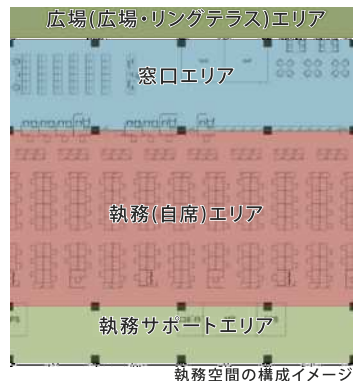 広場(広場・リングテラス)エリア
窓口エリア
執務(自席)エリア
執務サポートエリア
執務空間の構成イメージ